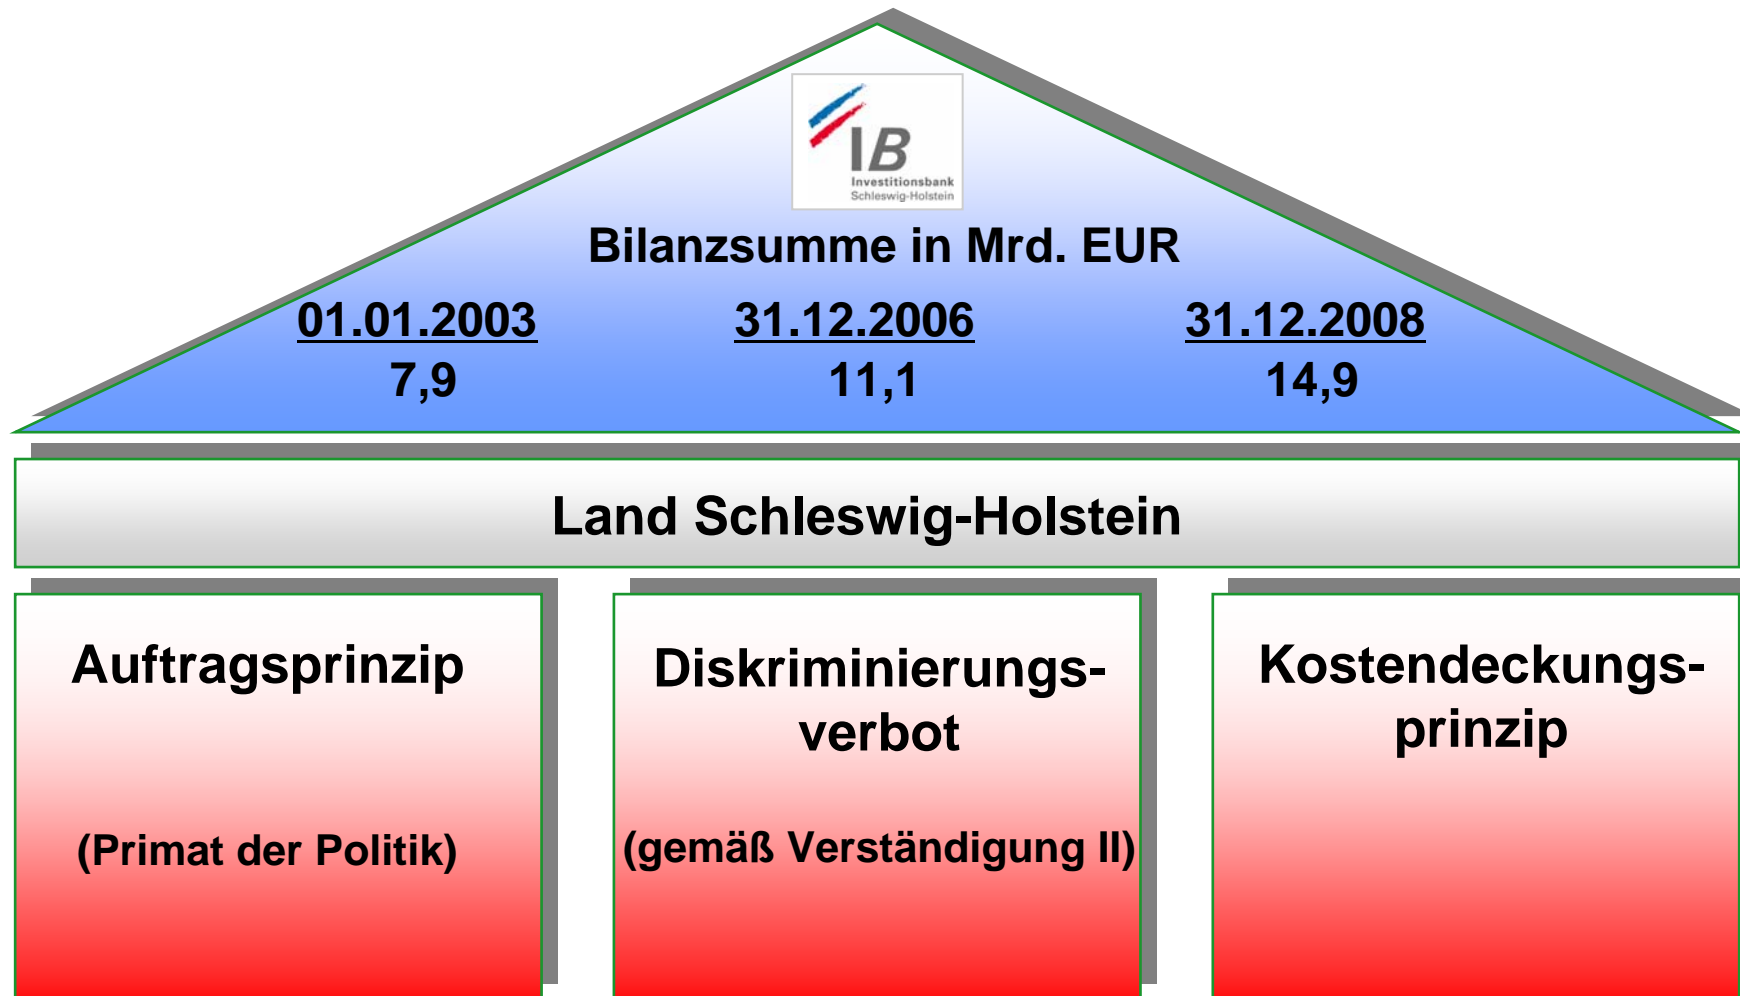 IB
Investitionsbank
Schleswig-Holstein
Bilanzsumme in Mrd. EUR
01.01.2003 31.12.2006 31.12.2008
7,9 11,1 14,9
Land Schleswig-Holstein
Auftragsprinzip
(Primat der Politik)
Diskriminierungs-
verbot
(gemäß Verständigung II)
Kostendeckungs-
prinzip